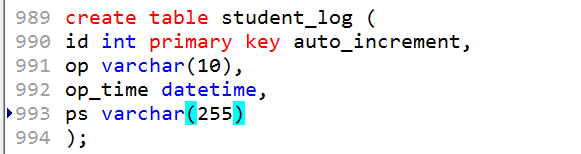 989 create table student_log (
990 id int primary key auto_increment,
991 op varchar(10),
992 op_time datetime,
993 ps varchar(255)
994 );